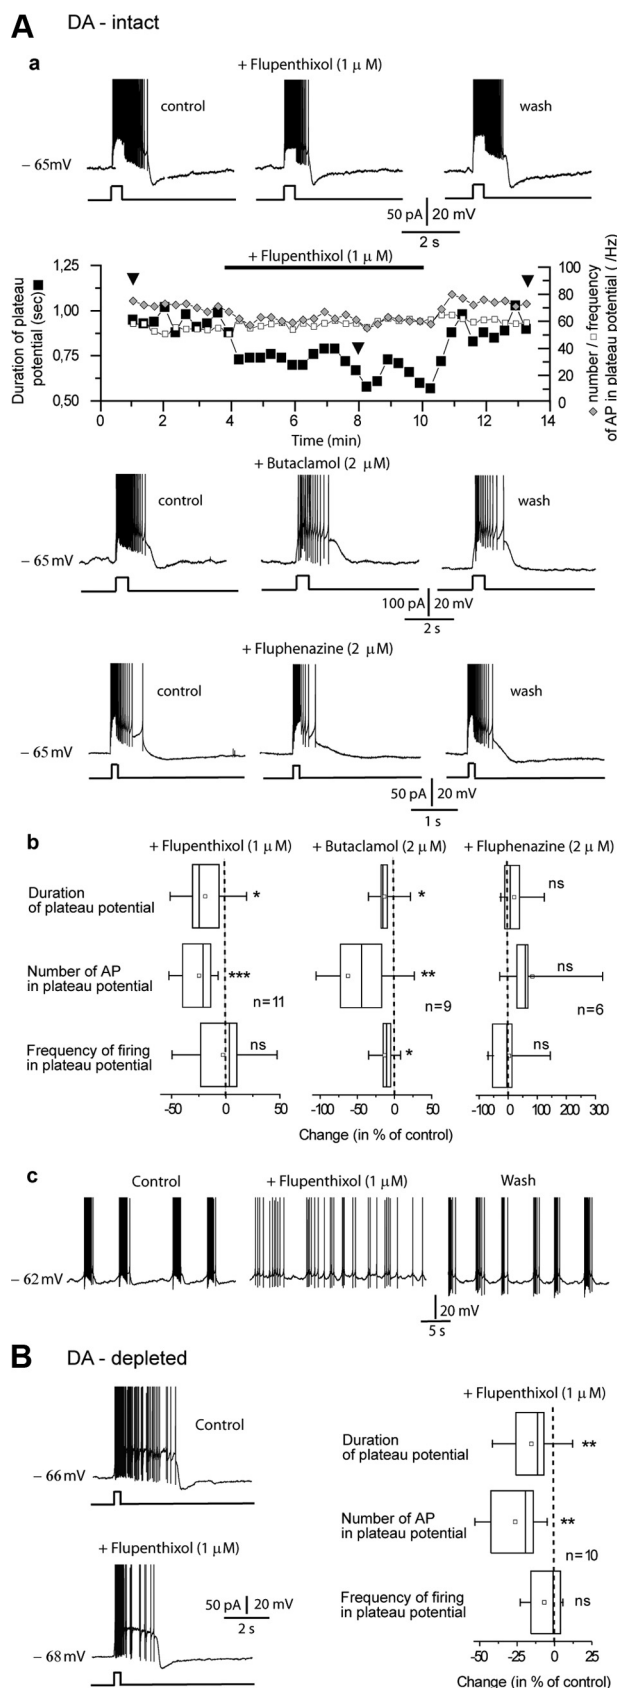 A DA - intact
a
+ Flupenthixol (1 μ M)
control
wash
– 65mV
50 pA 20 mV
2 s
+ Flupenthixol (1 μ M)
Duration of plateau
potential (sec)
1,25
1,00
0,75
0,50
100
80
60
40
20
0
number / frequency
of AP in plateau potential ( /Hz)
0 2 4 6 8 10 12 14
Time (min)
+ Butaclamol (2 μM)
control
wash
– 65 mV
100 pA 20 mV
2 s
+ Fluphenazine (2 μM)
control
wash
– 65 mV
50 pA 20 mV
1 s
b
+ Flupenthixol (1 μ M) + Butaclamol (2 μ M) + Fluphenazine (2 μ M)
Duration
of plateau potential
* * ns
Number of AP
in plateau potential
*** ** ns
n=11 n=9 n=6
Frequency of firing
in plateau potential
ns * ns
-50 0 50 -100 -50 0 50 -100 0 100 200 300
Change (in % of control)
c
Control + Flupenthixol (1 μM) Wash
– 62 mV
20 mV
5 s
B DA - depleted
Control
– 66 mV
+ Flupenthixol (1 μM)
50 pA 20 mV
2 s
– 68 mV
+ Flupenthixol (1 μM)
Duration
of plateau potential
**
Number of AP
in plateau potential
**
n=10
Frequency of firing
in plateau potential
ns
-50 -25 0 25
Change (in % of control)